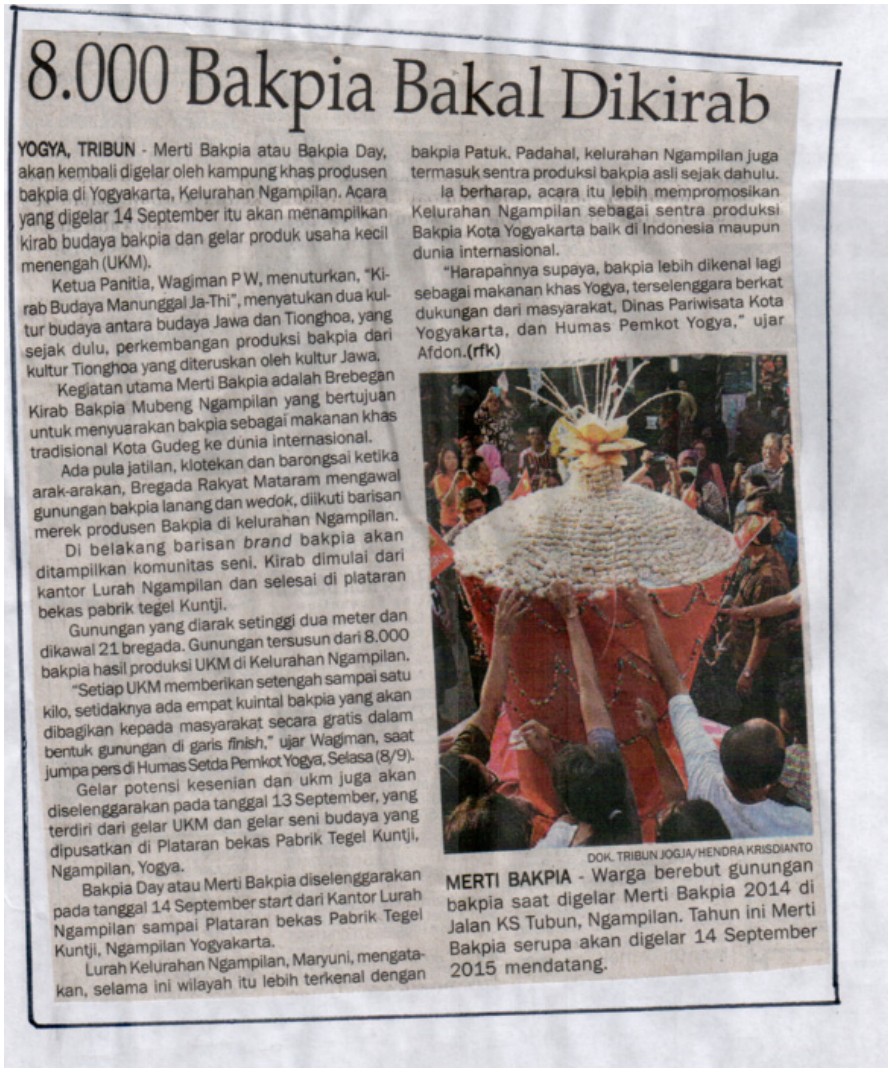 8.000 Bakpia Bakal Dikirab
YOGYA, TRIBUN - Merti Bakpia atau Bakpia Day,
akan kembali digelar oleh kampung khas produsen
bakpia di Yogyakarta, Kelurahan Ngampilan. Acara
yang digelar 14 September itu akan menampilkan
kirab budaya bakpia dan gelar produk usaha kecil
menengah (UKM).
Ketua Panitia, Wagiman P W, menuturkan, "Ki-
rab Budaya Manunggal Ja-Thi", menyatukan dua kul-
tur budaya antara budaya Jawa dan Tionghoa, yang
sejak dulu, perkembangan produksi bakpia dari
kultur Tionghoa yang diteruskan oleh kultur Jawa.
Kegiatan utama Merti Bakpia adalah Brebegan
Kirab Bakpia Mubeng Ngampilan yang bertujuan
untuk menyuarakan bakpia sebagai makanan khas
tradisional Kota Gudeg ke dunia internasional.
Ada pula jatilan, klotekan dan barongsai ketika
arak-arakan, Bregada Rakyat Mataram mengawal
gunungan bakpia lanang dan wedok, diikuti barisan
merek produsen Bakpia di kelurahan Ngampilan.
Di belakang barisan brand bakpia akan
ditampilkan komunitas seni. Kirab dimulai dari
kantor Lurah Ngampilan dan selesai di plataran
bekas pabrik tegel Kuntji.
Gunungan yang diarak setinggi dua meter dan
dikawal 21 bregada. Gunungan tersusun dari 8.000
bakpia hasil produksi UKM di Kelurahan Ngampilan.
"Setiap UKM memberikan setengah sampai satu
kilo, setidaknya ada empat kuintal bakpia yang akan
dibagikan kepada masyarakat secara gratis dalam
bentuk gunungan di garis finish," ujar Wagiman, saat
jumpa pers di Humas Setda Pemkot Yogya, Selasa (8/9).
Gelar potensi kesenian dan ukm juga akan
diselenggarakan pada tanggal 13 September, yang
terdiri dari gelar UKM dan gelar seni budaya yang
dipusatkan di Plataran bekas Pabrik Tegel Kuntji,
Ngampilan, Yogya.
Bakpia Day atau Merti Bakpia diselenggarakan
pada tanggal 14 September start dari Kantor Lurah
Ngampilan sampai Plataran bekas Pabrik Tegel
Kuntji, Ngampilan Yogyakarta.
Lurah Kelurahan Ngampilan, Maryuni, mengata-
kan, selama ini wilayah itu lebih terkenal dengan
bakpia Patuk. Padahal, kelurahan Ngampilan juga
termasuk sentra produksi bakpia asli sejak dahulu.
Ia berharap, acara itu lebih mempromosikan
Kelurahan Ngampilan sebagai sentra produksi
Bakpia Kota Yogyakarta baik di Indonesia maupun
dunia internasional.
"Harapannya supaya, bakpia lebih dikenal lagi
sebagai makanan khas Yogya, terselenggara berkat
dukungan dari masyarakat, Dinas Pariwisata Kota
Yogyakarta, dan Humas Pemkot Yogya," ujar
Afdon.(rfk)
DOK. TRIBUN JOGJA/HENDRA KRISDIANTO
MERTI BAKPIA - Warga berebut gunungan
bakpia saat digelar Merti Bakpia 2014 di
Jalan KS Tubun, Ngampilan. Tahun ini Merti
Bakpia serupa akan digelar 14 September
2015 mendatang.